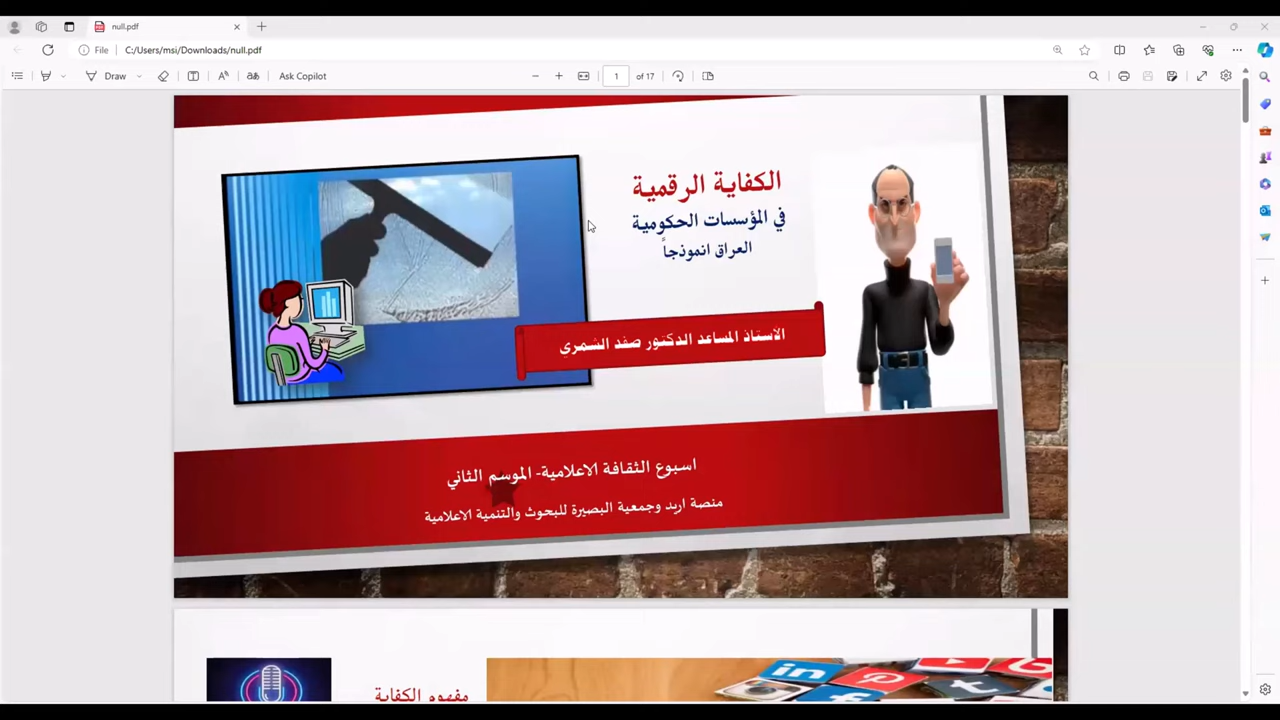 null.pdf
File
C:/Users/msi/Downloads/null.pdf
Draw
Ask Copilot
1 of 17
الكفاية الرقمية
في المؤسسات الحكومية
العراق انموذجاً
الاستاذ المساعد الدكتور صفد الشمري
اسبوع الثقافة الاعلامية- الموسم الثاني
منصة اربد وجمعية البصيرة للبحوث والتنمية الاعلامية
مفهوم الكفاية